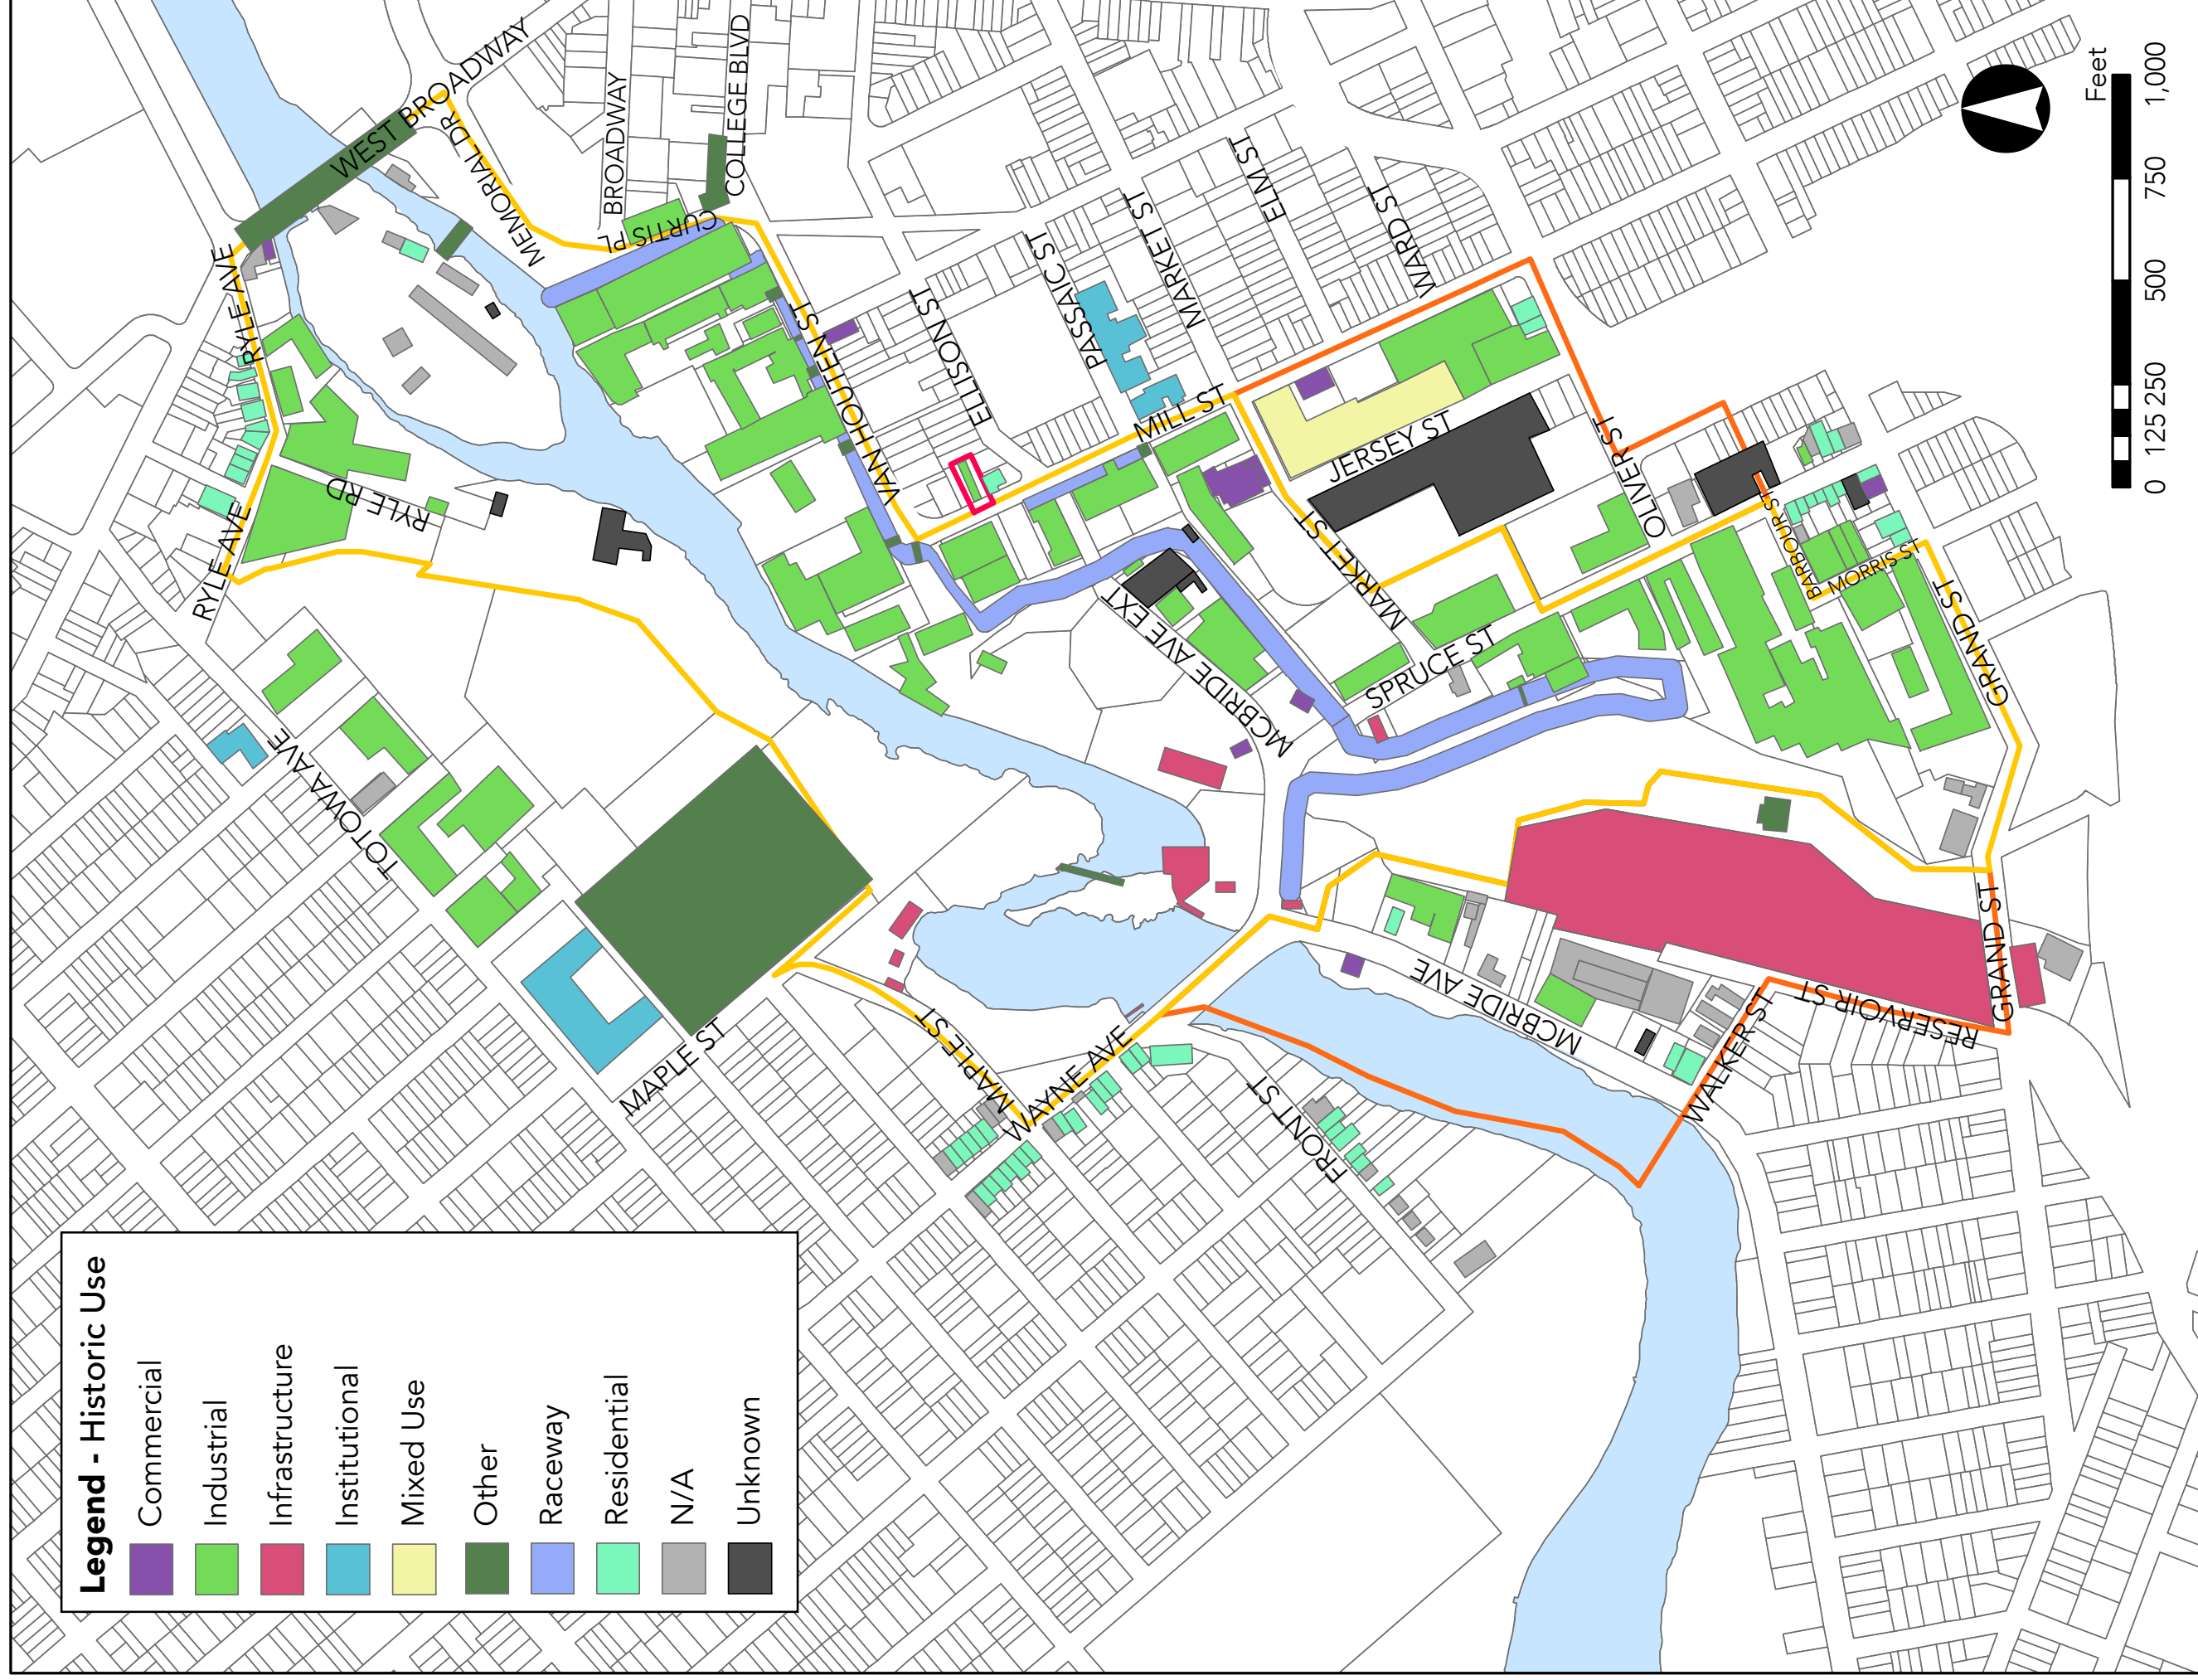 Legend - Historic Use
Commercial
Industrial
Infrastructure
Institutional
Mixed Use
Other
Raceway
Residential
N/A
Unknown
WEST BROADWAY
MEMORIAL DR
BROADWAY
COLLEGE BLVD
CURTIS PL
RYLE AVE
RYLE AVE
RYLE RD
VAN HOUTEN ST
ELLISON ST
PASSAIC ST
MARKET ST
ELM ST
WARD ST
MILL ST
JERSEY ST
OLIVER ST
MARKET ST
MCBRIDE AVE EXT
SPRUCE ST
BARBOUR ST
MORRIS ST
GRAND ST
TOTOWA AVE
MAPLE ST
MAPLE ST
WAYNE AVE
FRONT ST
MCBRIDE AVE
WALKER ST
RESERVOIR ST
GRAND ST
Feet
0 125 250 500 750 1,000